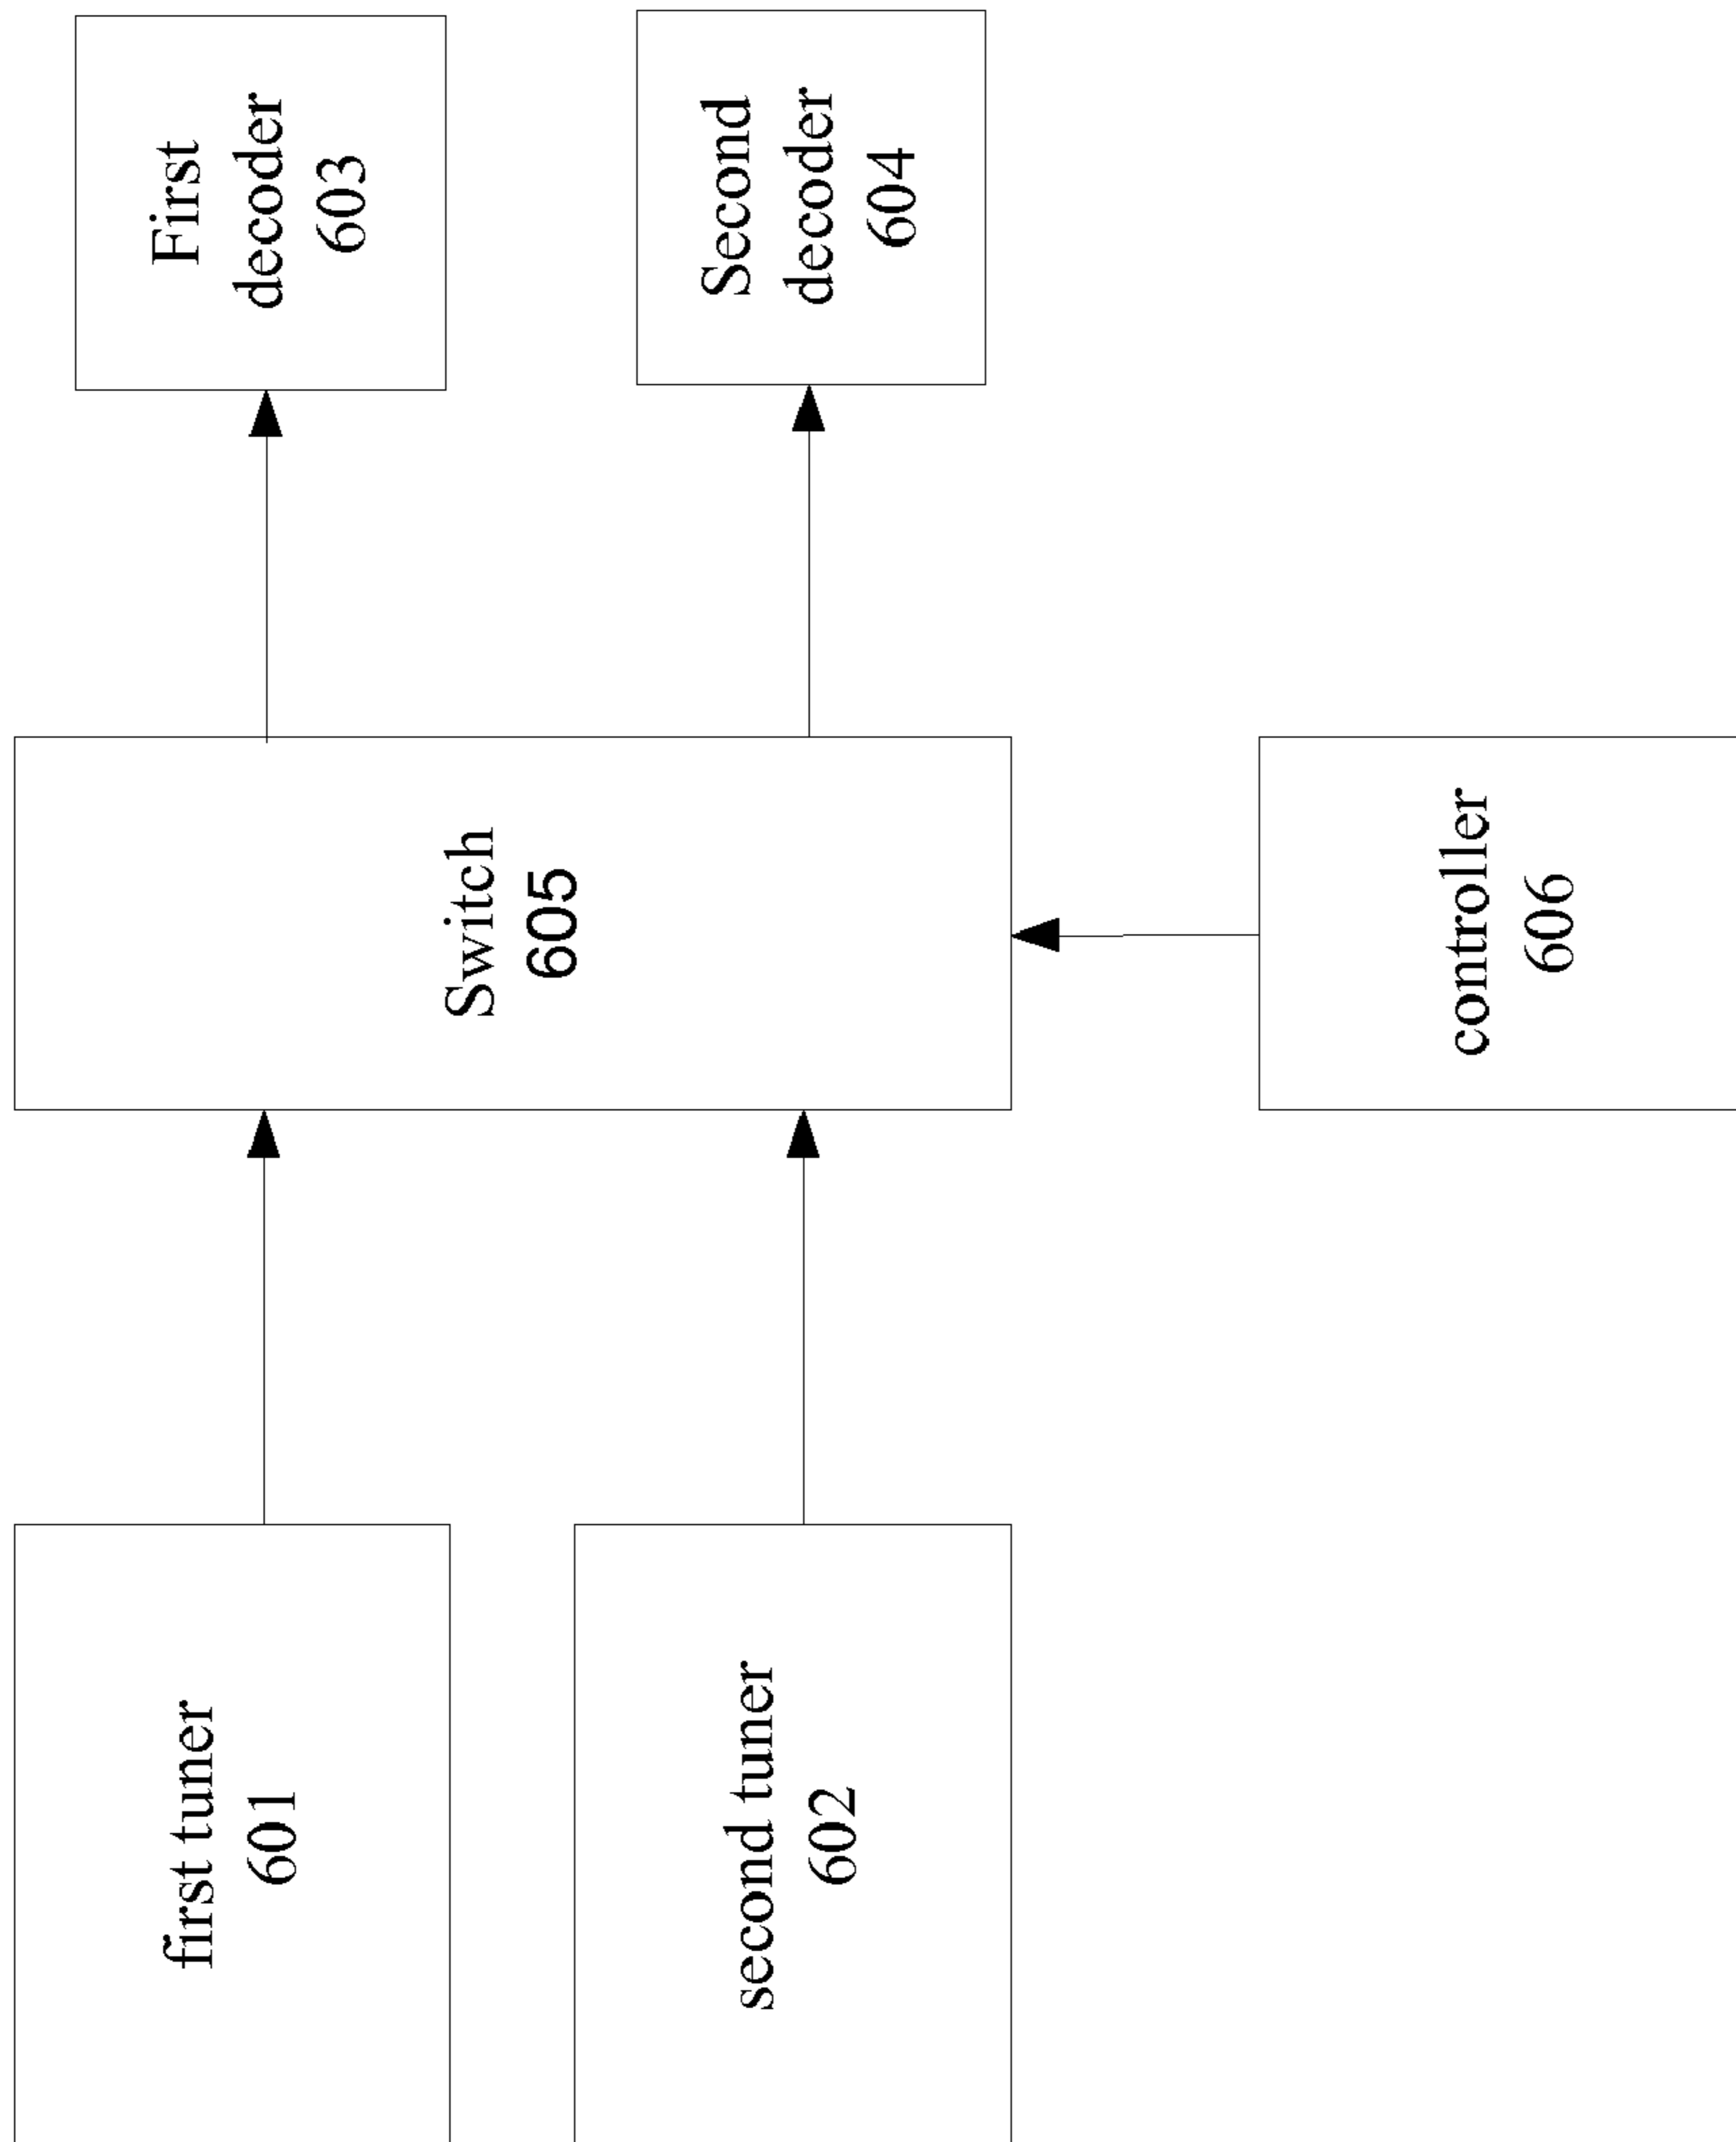 first tuner
601
second tuner
602
Switch
605
controller
606
First
decoder
603
Second
decoder
604